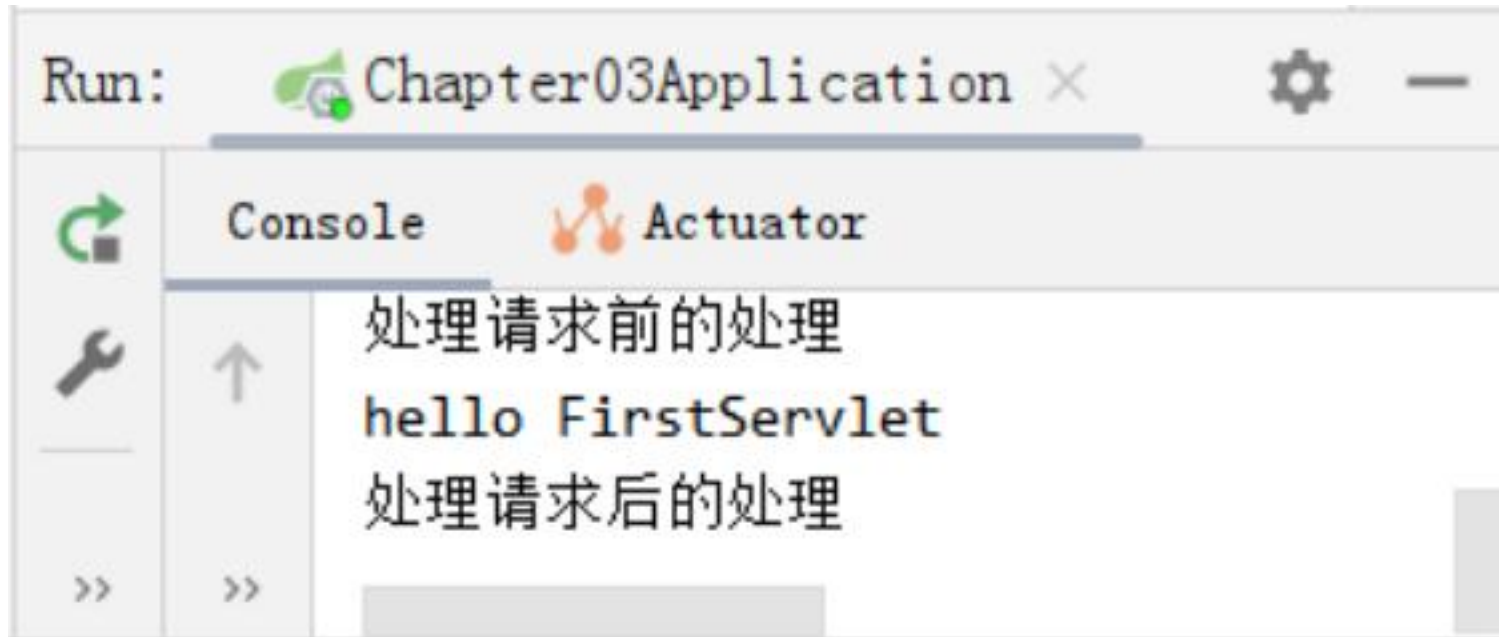 Run: Chapter03Application
Console Actuator
处理请求前的处理
hello FirstServlet
处理请求后的处理